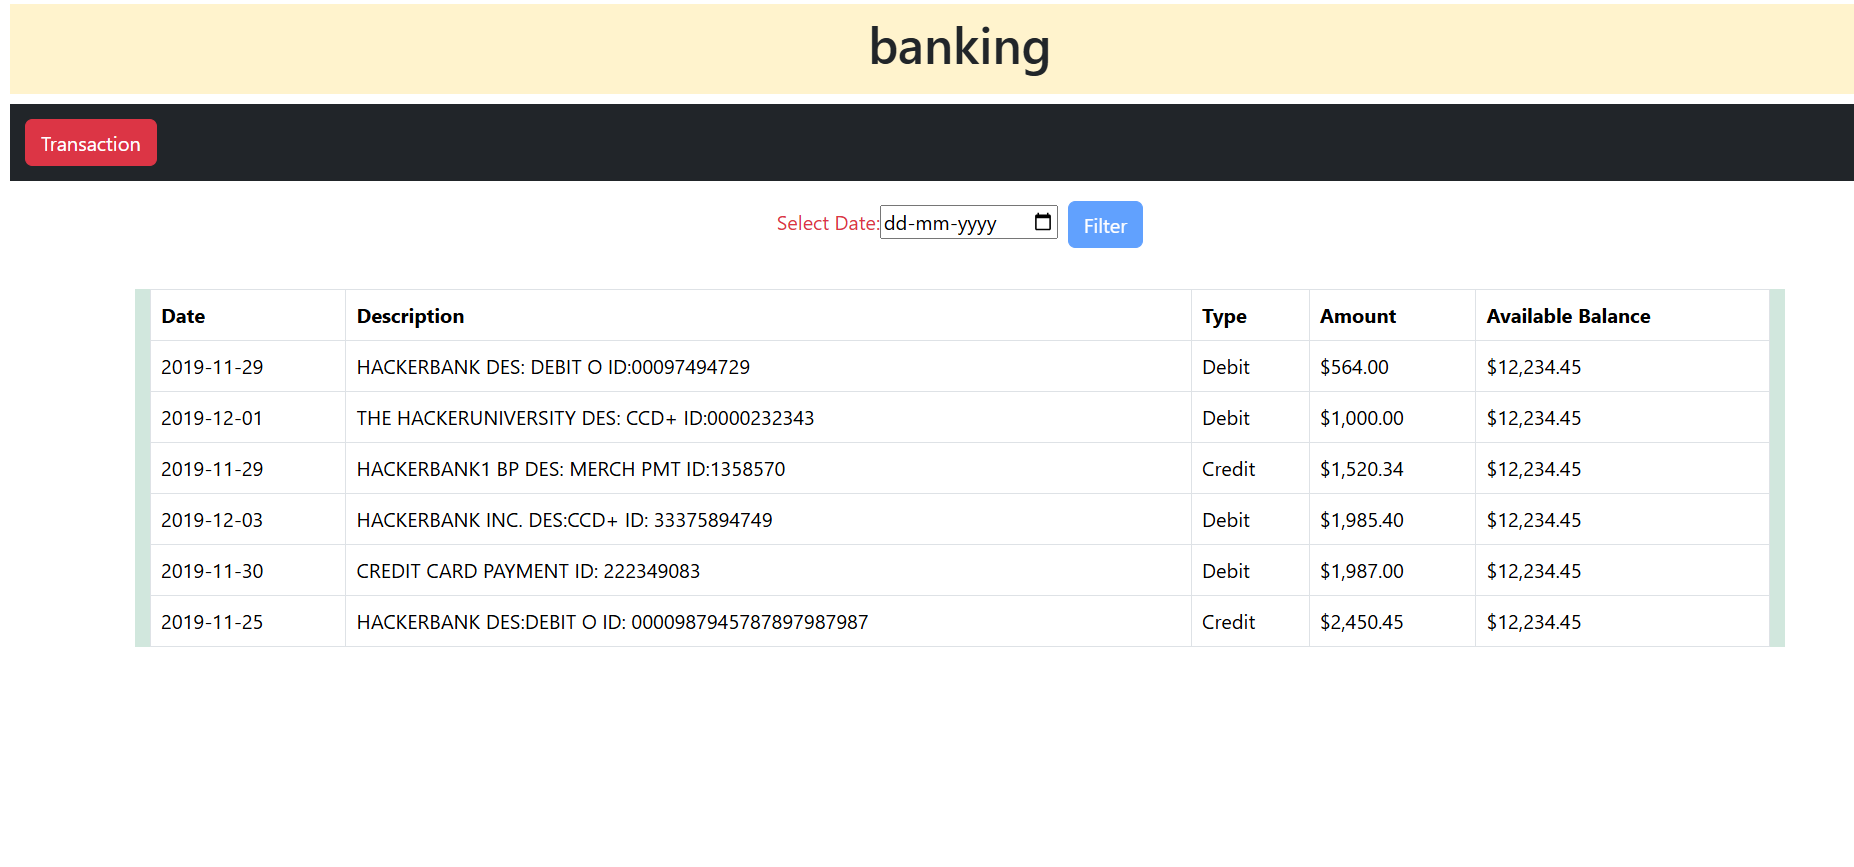 banking
Transaction
Select Date: dd-mm-yyyy Filter
Date Description Type Amount Available Balance
2019-11-29 HACKERBANK DES: DEBIT O ID:00097494729 Debit $564.00 $12,234.45
2019-12-01 THE HACKERUNIVERSITY DES: CCD+ ID:0000232343 Debit $1,000.00 $12,234.45
2019-11-29 HACKERBANK1 BP DES: MERCH PMT ID:1358570 Credit $1,520.34 $12,234.45
2019-12-03 HACKERBANK INC. DES:CCD+ ID: 33375894749 Debit $1,985.40 $12,234.45
2019-11-30 CREDIT CARD PAYMENT ID: 222349083 Debit $1,987.00 $12,234.45
2019-11-25 HACKERBANK DES:DEBIT O ID: 0000987945787897987987 Credit $2,450.45 $12,234.45